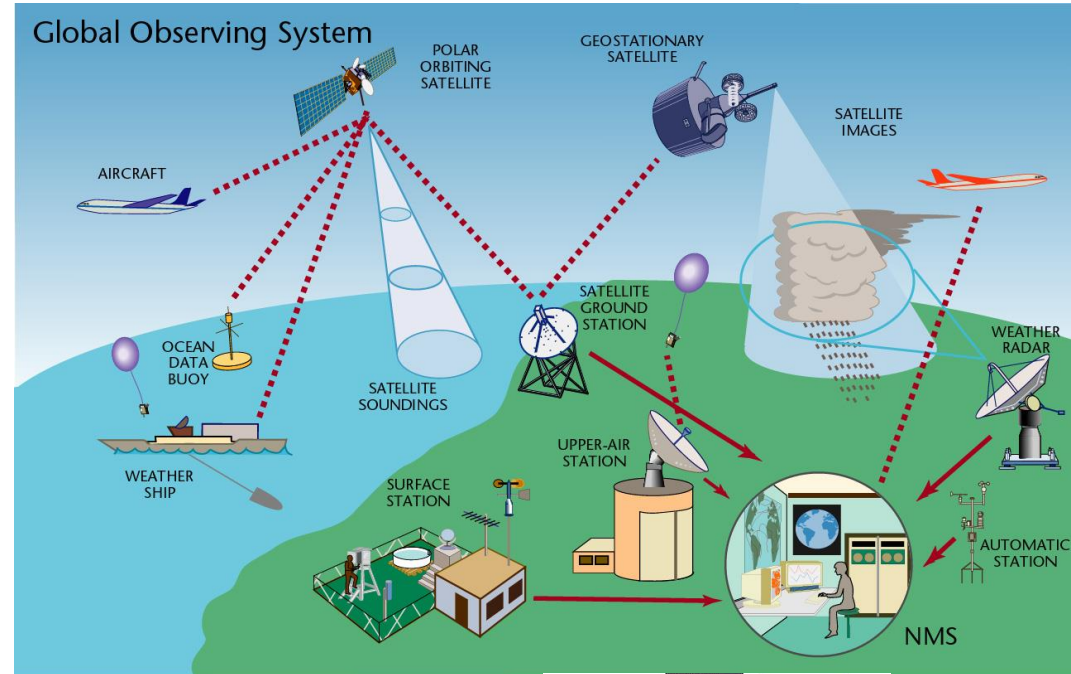 Global Observing System
POLAR
ORBITING
SATELLITE
GEOSTATIONARY
SATELLITE
SATELLITE
IMAGES
AIRCRAFT
SATELLITE
GROUND
STATION
OCEAN
DATA
BUOY
WEATHER
RADAR
SATELLITE
SOUNDINGS
UPPER-AIR
STATION
WEATHER
SHIP
SURFACE
STATION
AUTOMATIC
STATION
NMS